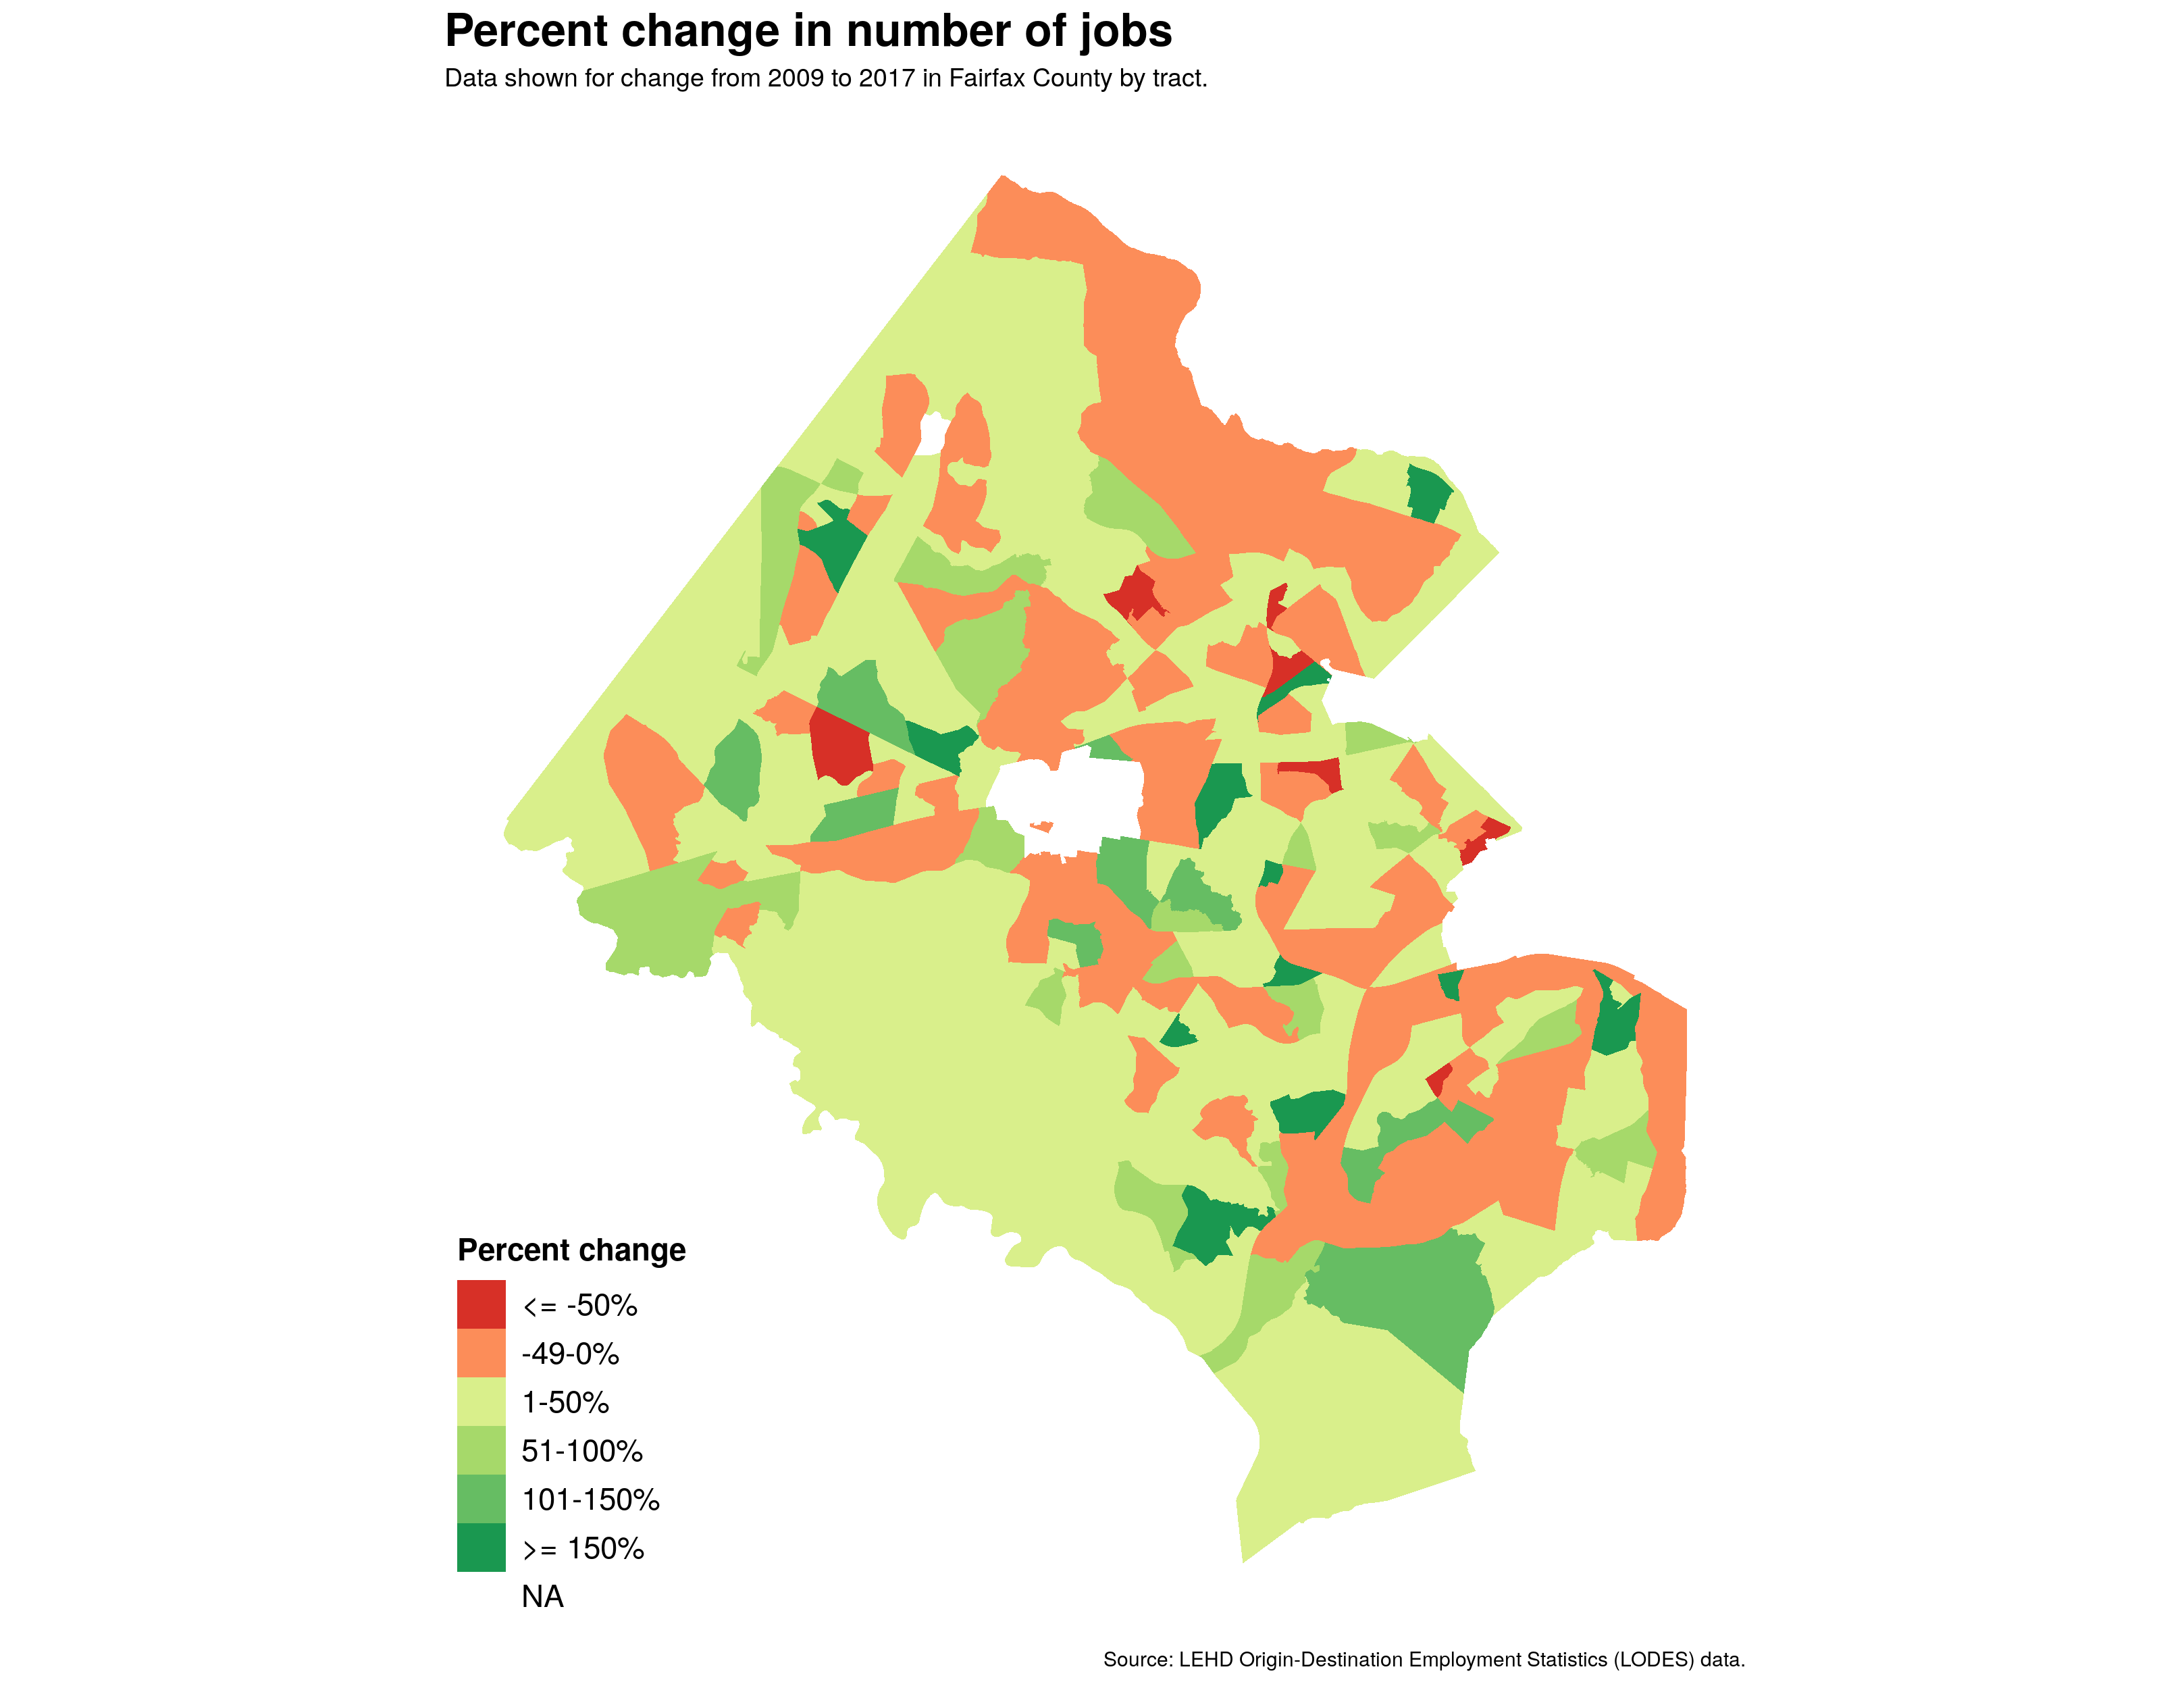 Percent change in number of jobs
Data shown for change from 2009 to 2017 in Fairfax County by tract.
Percent change
<= -50%
-49-0%
1-50%
51-100%
101-150%
>= 150%
NA
Source: LEHD Origin-Destination Employment Statistics (LODES) data.